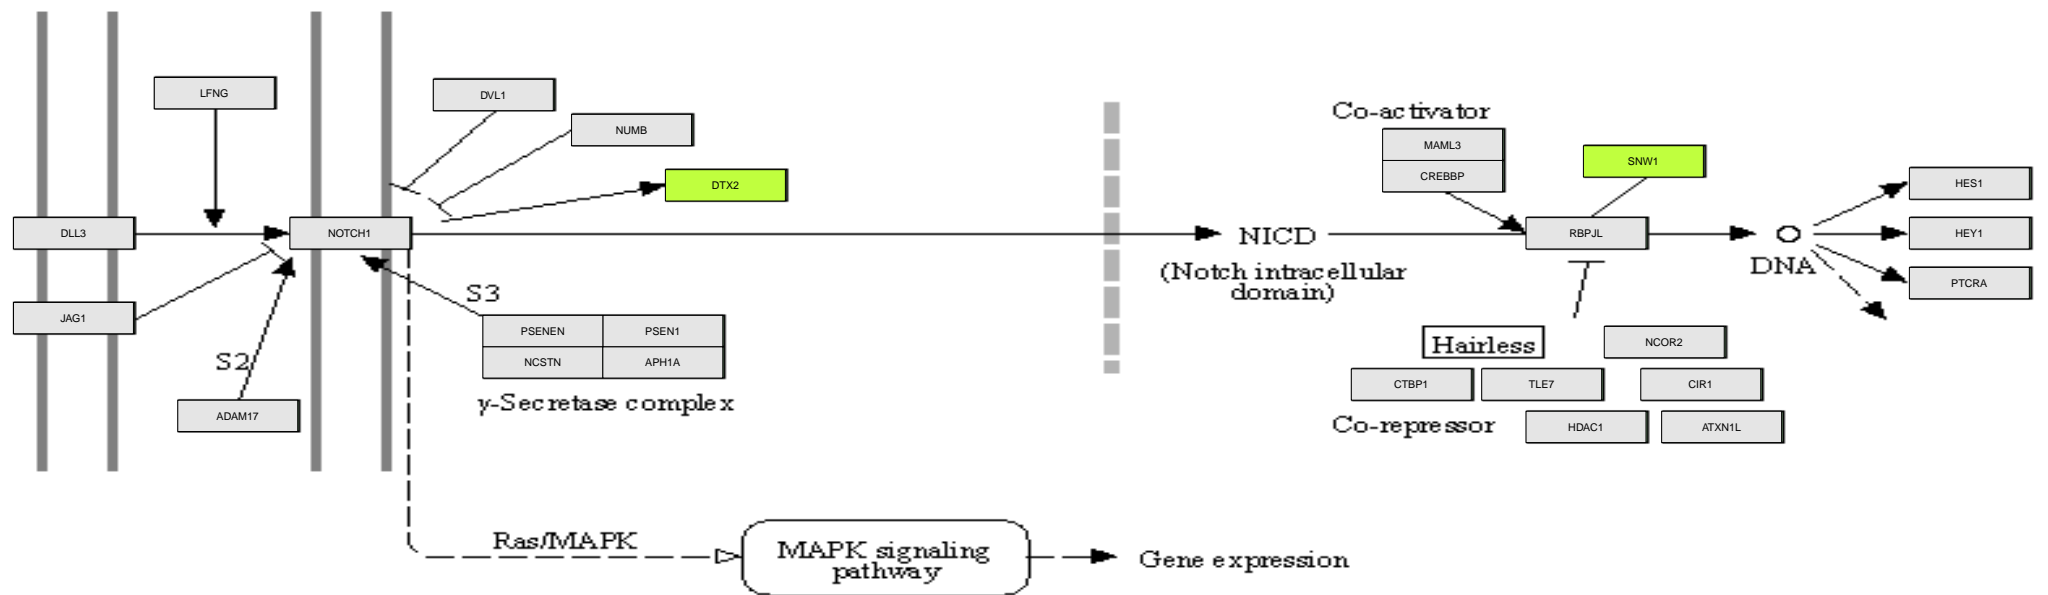 LFNG
DVL1
NUMB
DTX2
Co-activator
MAML3
CREBBP
SNW1
HES1
DLL3
NOTCH1
NICD
(Notch intracellular
domain)
RBPJL
DNA
HEY1
PTCRA
JAG1
S2
S3
PSENEN
PSEN1
NCSTN
APH1A
γ-Secretase complex
ADAM17
Hairless
NCOR2
CTBP1
TLE7
CIR1
Co-repressor
HDAC1
ATXN1L
Ras/MAPK
MAPK signaling
pathway
Gene expression